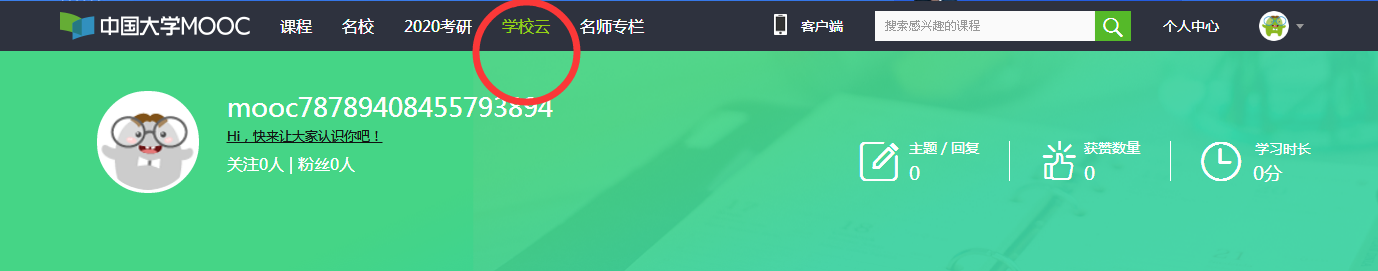 中国大学MOOC 课程 名校 2020考研 学校云 名师专栏 客户端 搜索感兴趣的课程 个人中心
mooc78789408455793894
Hi，快来让大家认识你吧！
关注0人 | 粉丝0人
主题 / 回复
0
获赞数量
0
学习时长
0分